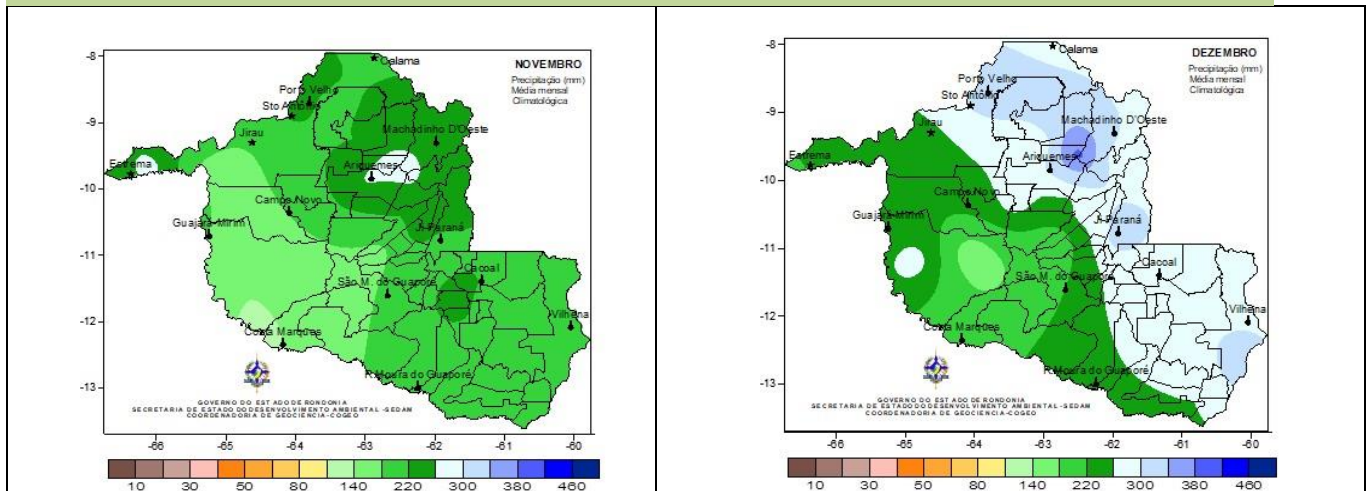 NOVEMBRO
Precipitação (mm)
Média mensal
Climatológica
-8
-9
-10
-11
-12
-13
Calama
Porto Velho
Sto Antônio
Jirau
Machadinho D'Oeste
Estrema
Ariquemes
Campo Novo
Guajará-Mirim
Ji-Paraná
Cacoal
São M. do Guaporé
Vilhena
Costa Marques
R.Moura do Guaporé
GOVERNO DO ESTADO DE RONDONIA
SECRETARIA DE ESTADO DO DESENVOLVIMENTO AMBIENTAL -SEDAM
COORDENADORIA DE GEOCIENCIA-COGEO
-66 -65 -64 -63 -62 -61 -60
10 30 50 80 140 220 300 380 460
DEZEMBRO
Precipitação (mm)
Média mensal
Climatológica
-8
-9
-10
-11
-12
-13
Calama
Porto Velho
Sto Antônio
Jirau
Machadinho D'Oeste
Estrema
Ariquemes
Campo Novo
Guajará-Mirim
Ji-Paraná
Cacoal
São M. do Guaporé
Vilhena
Costa Marques
R.Moura do Guaporé
GOVERNO DO ESTADO DE RONDONIA
SECRETARIA DE ESTADO DO DESENVOLVIMENTO AMBIENTAL -SEDAM
COORDENADORIA DE GEOCIENCIA-COGEO
-66 -65 -64 -63 -62 -61 -60
10 30 50 80 140 220 300 380 460